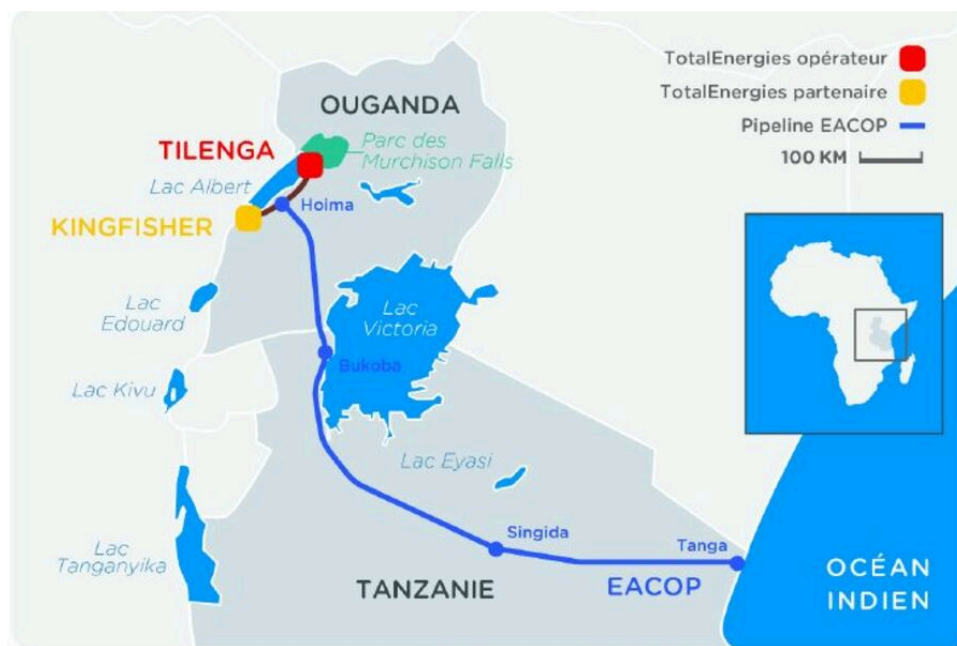 TotalEnergies opérateur
TotalEnergies partenaire
Pipeline EACOP
100 KM
OUGANDA
Parc des
Murchison Falls
TILENGA
Lac Albert
Hoima
KINGFISHER
Lac
Edouard
Lac
Victoria
Bukoba
Lac Kivu
Lac Eyasi
Singida
Tanga
Lac
Tanganyika
TANZANIE
EACOP
OCÉAN
INDIEN